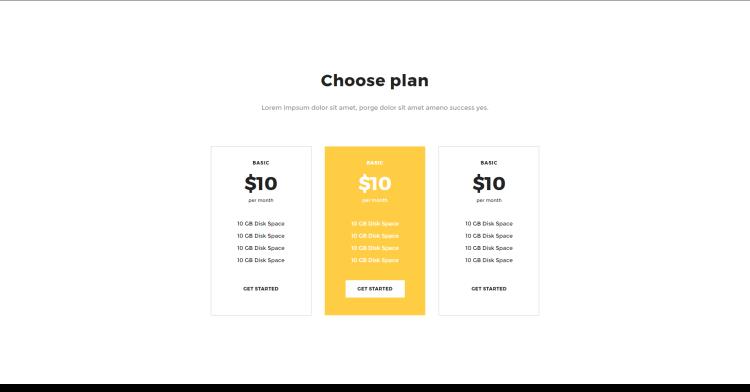 Choose plan
Lorem impsum dolor sit amet, porge dolor sit amet ameno success yes.
BASIC
$10
per month
10 GB Disk Space
10 GB Disk Space
10 GB Disk Space
10 GB Disk Space
GET STARTED
BASIC
$10
per month
10 GB Disk Space
10 GB Disk Space
10 GB Disk Space
10 GB Disk Space
GET STARTED
BASIC
$10
per month
10 GB Disk Space
10 GB Disk Space
10 GB Disk Space
10 GB Disk Space
GET STARTED